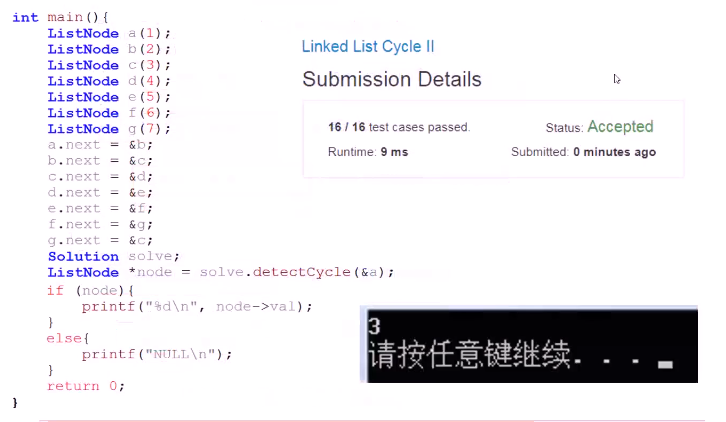 int main(){
ListNode a(1);
ListNode b(2);
ListNode c(3);
ListNode d(4);
ListNode e(5);
ListNode f(6);
ListNode g(7);
a.next = &b;
b.next = &c;
c.next = &d;
d.next = &e;
e.next = &f;
f.next = &g;
g.next = &c;
Solution solve;
ListNode *node = solve.detectCycle(&a);
if (node){
printf("%d\n", node->val);
}
else{
printf("NULL\n");
}
return 0;
}
Linked List Cycle II
Submission Details
16 / 16 test cases passed.
Status: Accepted
Runtime: 9 ms
Submitted: 0 minutes ago
3
请按任意键继续. . .